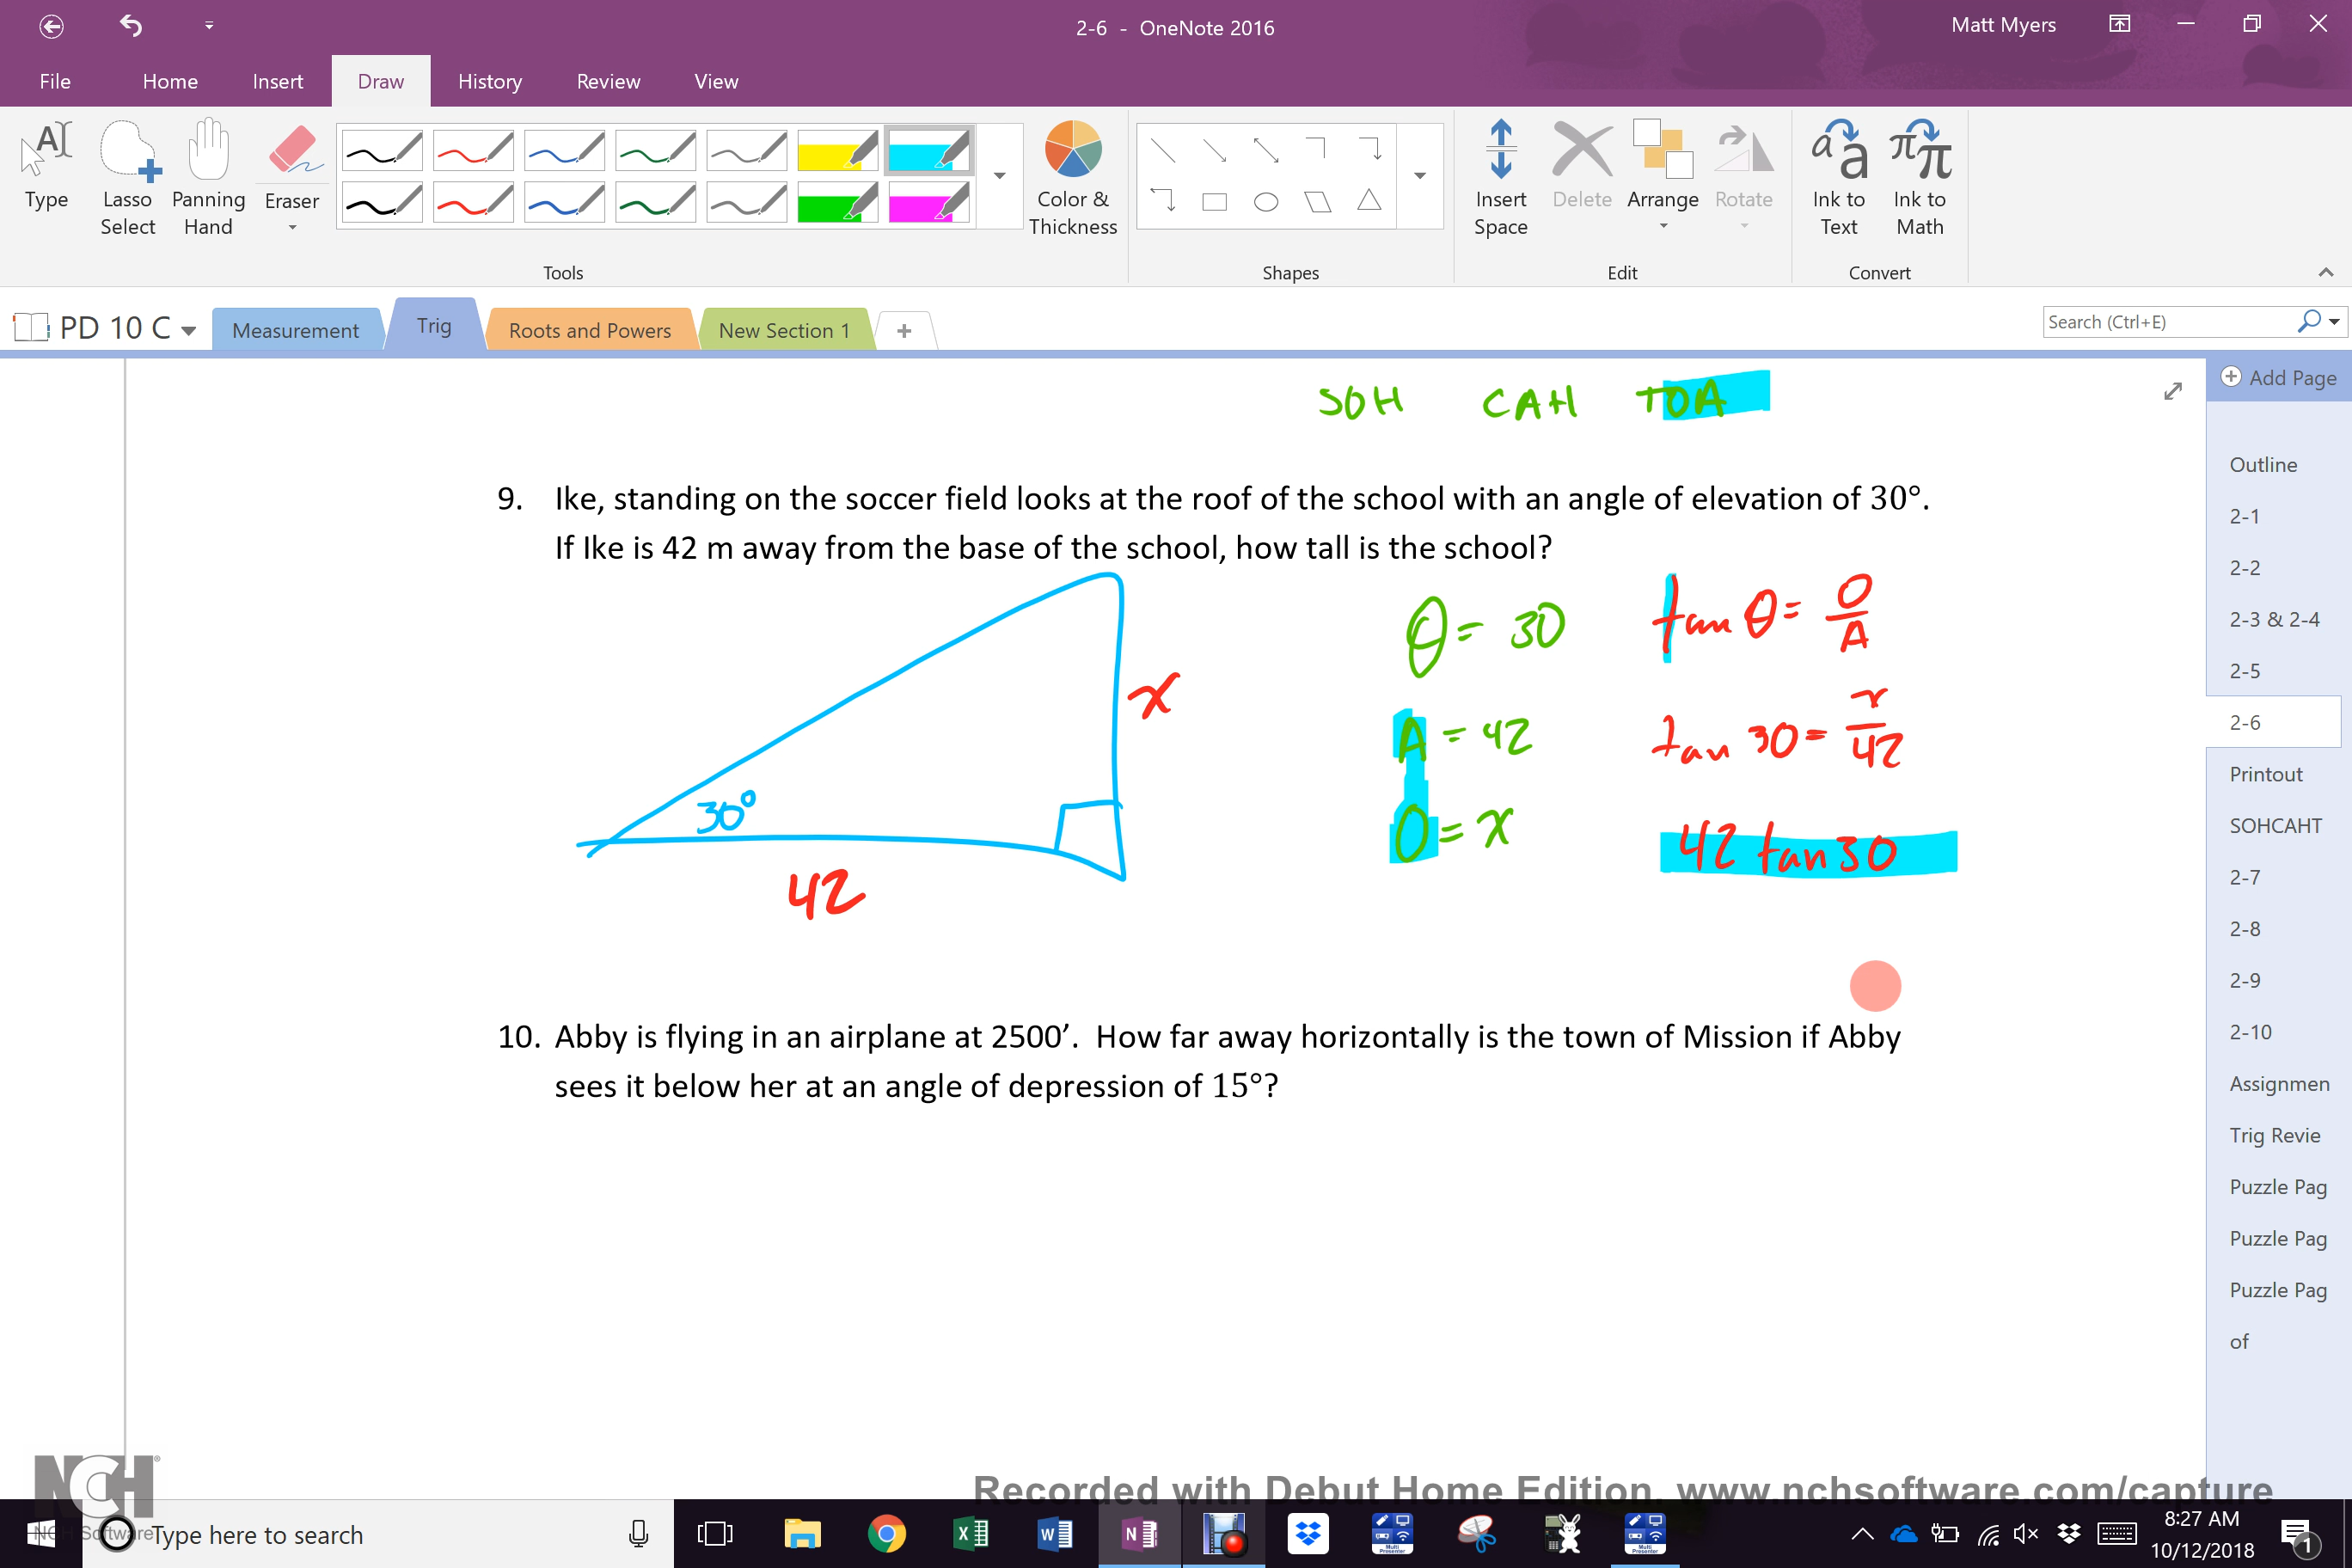 2-6 - OneNote 2016
Matt Myers
File Home Insert Draw History Review View
Type
Lasso Select
Panning Hand
Eraser
Color & Thickness
Insert Space
Delete
Arrange
Rotate
Ink to Text
Ink to Math
Tools
Shapes
Edit
Convert
PD 10 C
Measurement
Trig
Roots and Powers
New Section 1
Search (Ctrl+E)
Add Page
Outline
2-1
2-2
2-3 & 2-4
2-5
2-6
Printout
SOHCAHT
2-7
2-8
2-9
2-10
Assignmen
Trig Revie
Puzzle Pag
Puzzle Pag
Puzzle Pag
of
SOH CAH TOA
9. Ike, standing on the soccer field looks at the roof of the school with an angle of elevation of 30°.
If Ike is 42 m away from the base of the school, how tall is the school?
30°
42
x
θ = 30
A = 42
O = x
tan θ = O/A
tan 30 = x/42
42 tan 30
10. Abby is flying in an airplane at 2500’. How far away horizontally is the town of Mission if Abby
sees it below her at an angle of depression of 15°?
NCH
NCH Software
Recorded with Debut Home Edition. www.nchsoftware.com/capture
Type here to search
8:27 AM
10/12/2018
1